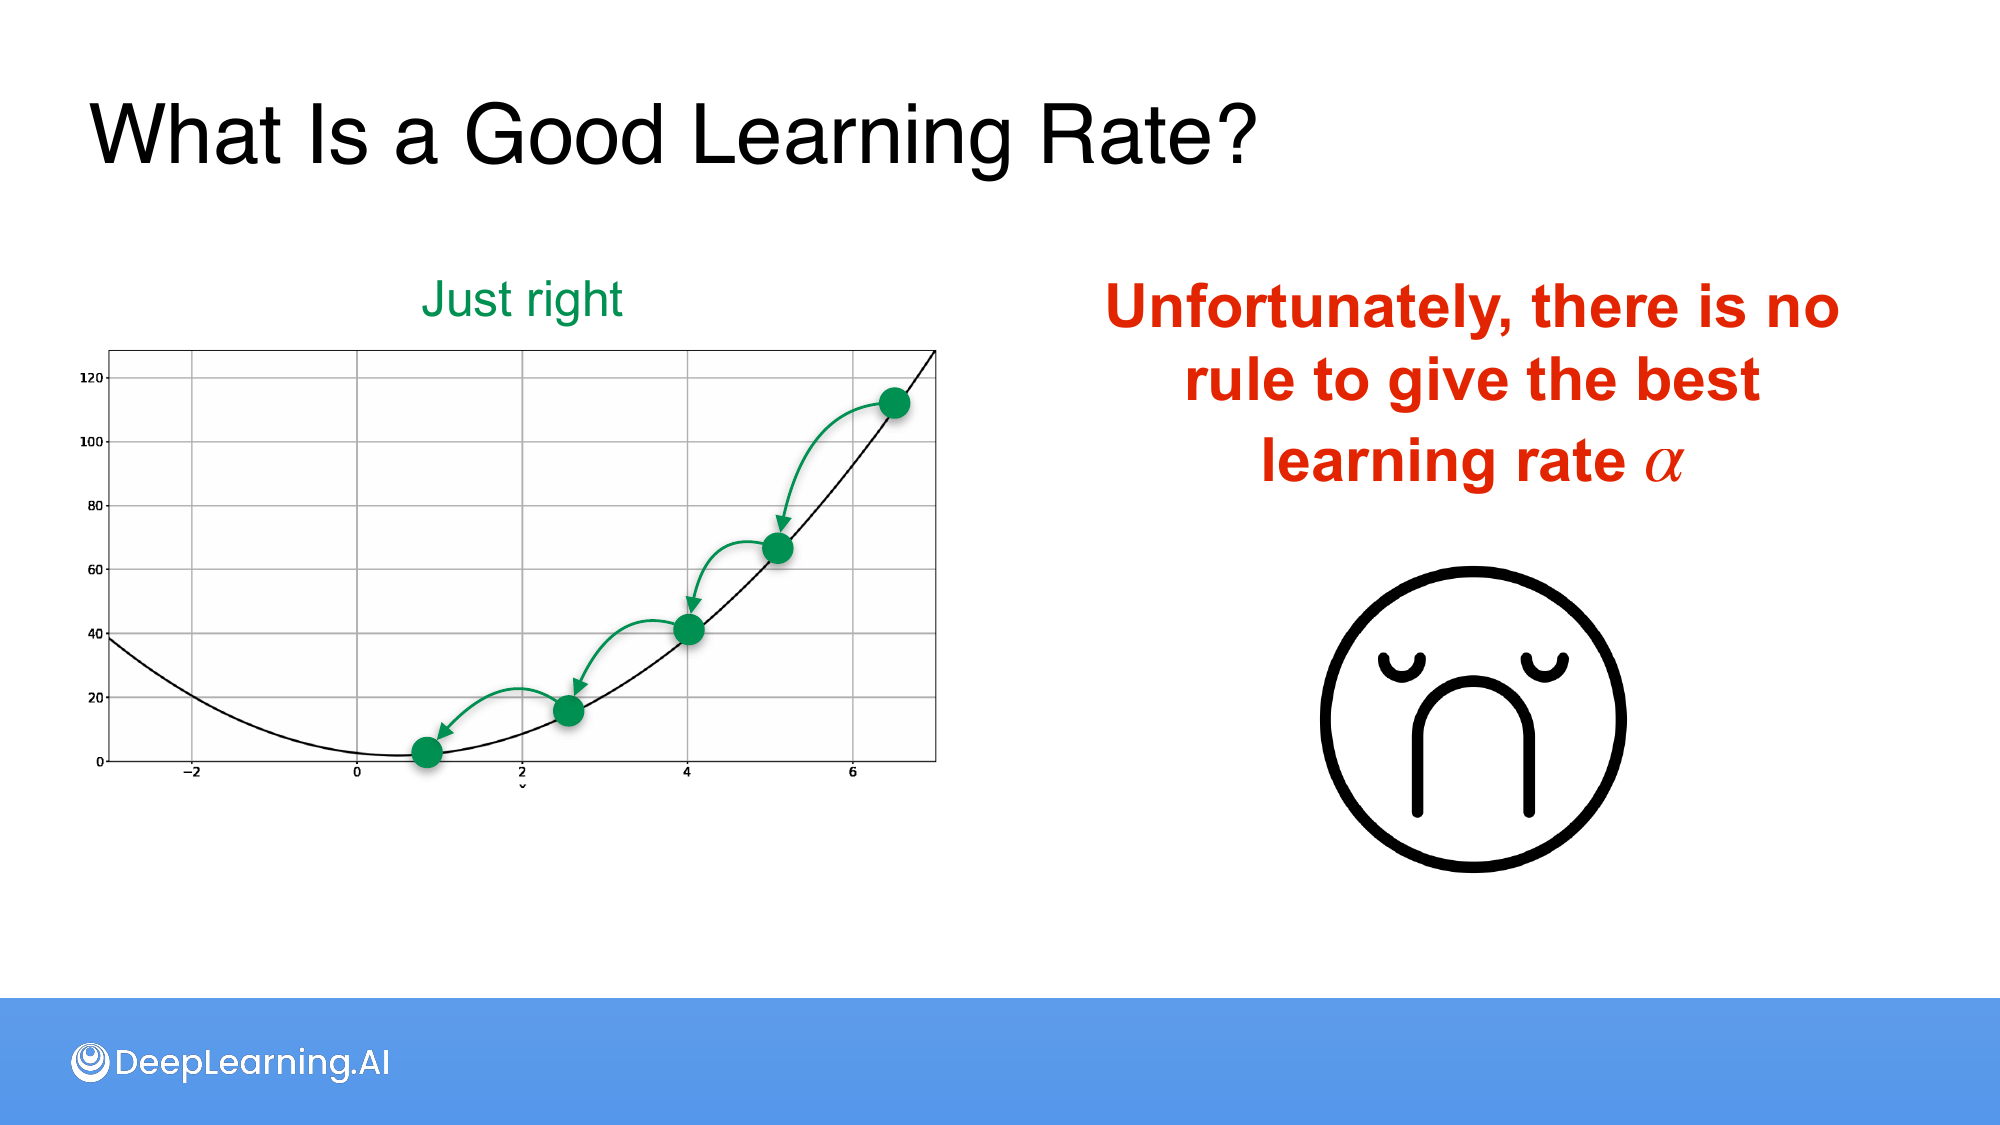 What Is a Good Learning Rate?
Just right
120
100
80
60
40
20
0
−2 0 2 4 6
Unfortunately, there is no
rule to give the best
learning rate α
DeepLearning.AI